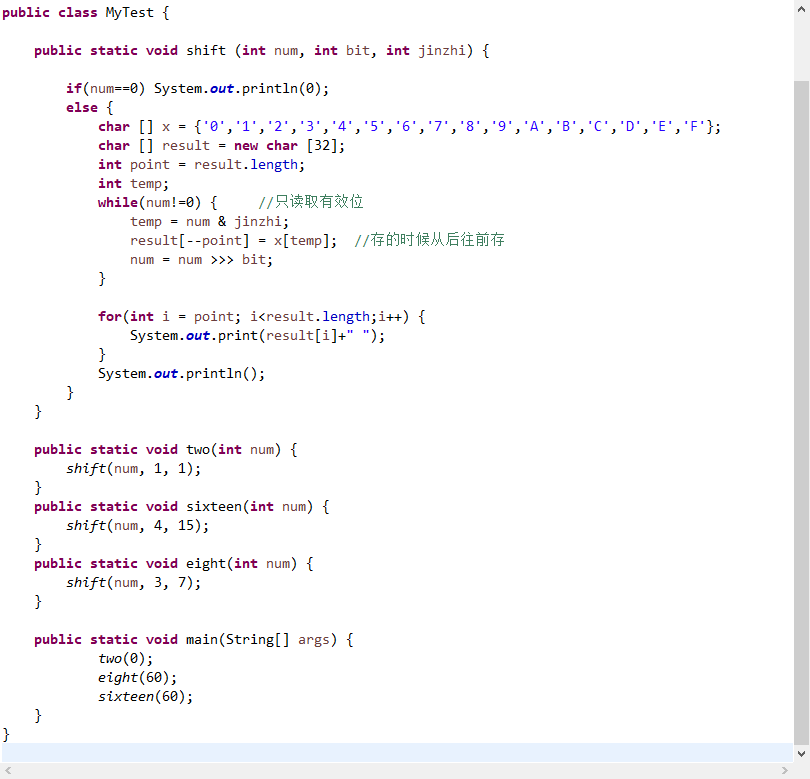 public class MyTest {
public static void shift (int num, int bit, int jinzhi) {
if(num==0) System.out.println(0);
else {
char [] x = {'0','1','2','3','4','5','6','7','8','9','A','B','C','D','E','F'};
char [] result = new char [32];
int point = result.length;
int temp;
while(num!=0) {     //只读取有效位
temp = num & jinzhi;
result[--point] = x[temp];  //存的时候从后往前存
num = num >>> bit;
}
for(int i = point; i<result.length;i++) {
System.out.print(result[i]+" ");
}
System.out.println();
}
}
public static void two(int num) {
shift(num, 1, 1);
}
public static void sixteen(int num) {
shift(num, 4, 15);
}
public static void eight(int num) {
shift(num, 3, 7);
}
public static void main(String[] args) {
two(0);
eight(60);
sixteen(60);
}
}